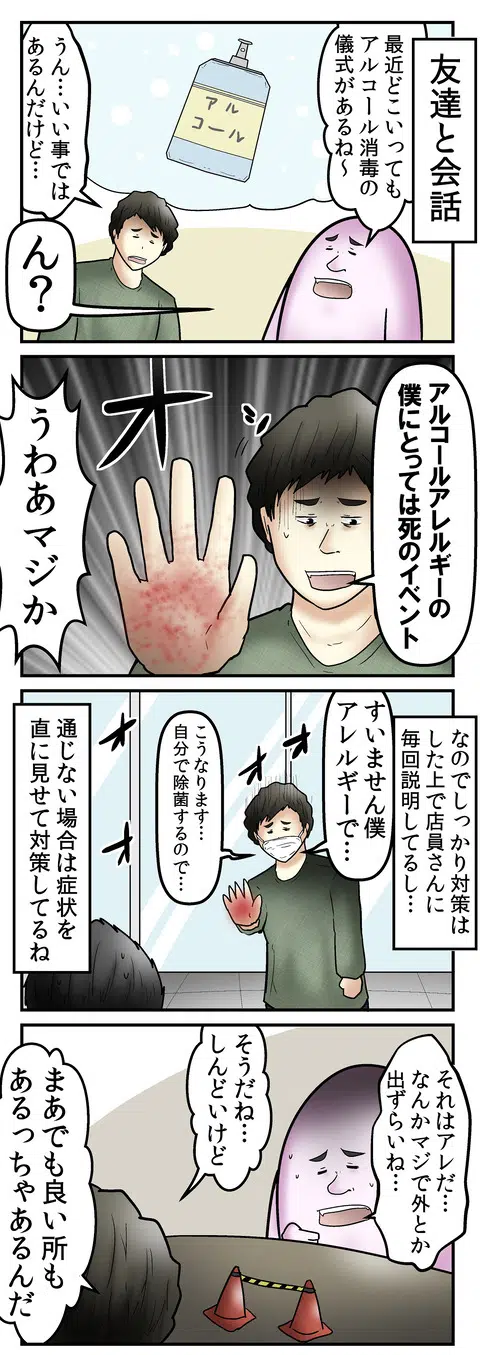 友達と会話
最近どこいっても
アルコール消毒の
儀式があるね～
アル
コール
うん…いい事では
あるんだけど…
ん？
アルコールアレルギーの
僕にとっては死のイベント
オ
うわあマジか
なのでしっかり対策は
した上で店員さんに
毎回説明してるし…
すいません僕
アレルギーで…
こうなります…
自分で除菌するので…
通じない場合は症状を
直に見せて対策してるね
それはアレだ…
なんかマジで外とか
出ずらいね…
そうだね…
しんどいけど
まあでも良い所も
あるっちゃあるんだ